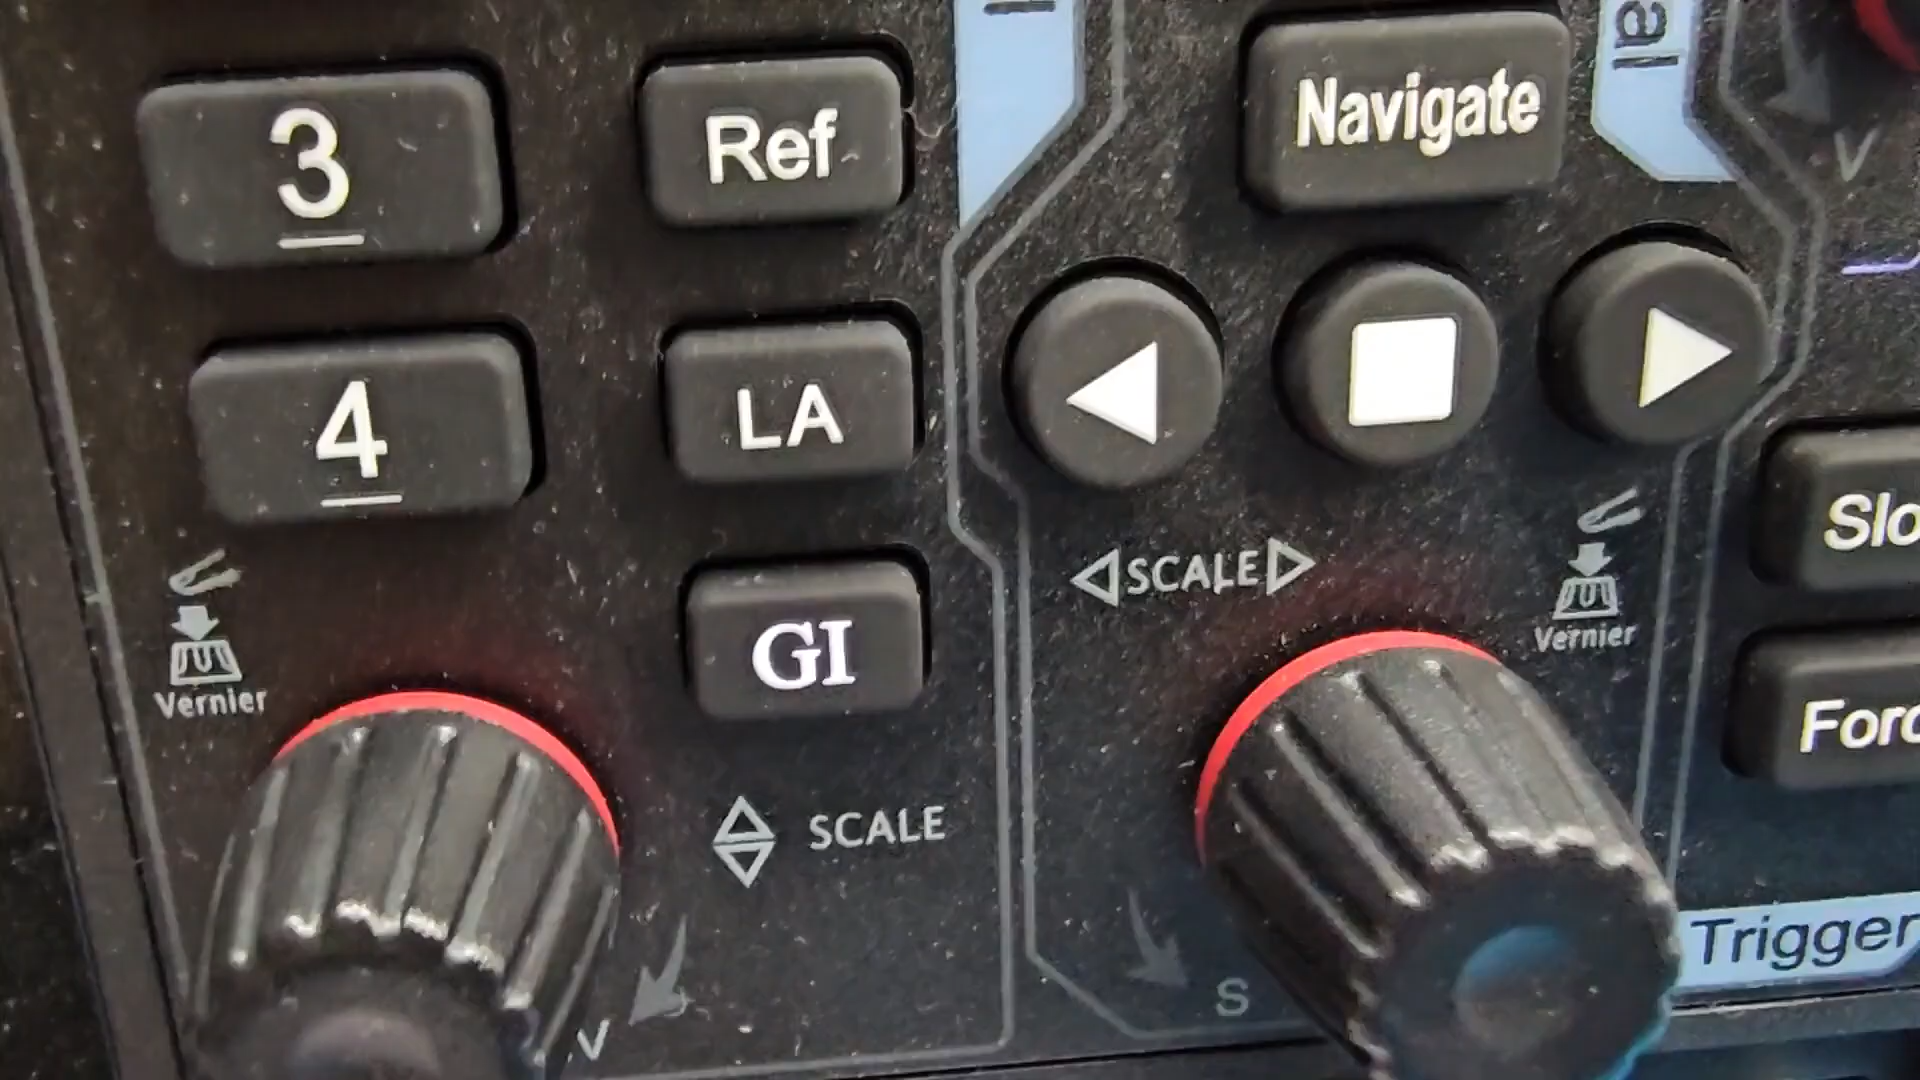 3
Ref
Navigate
V
4
LA
GI
SCALE
Vernier
Vernier
SCALE
Trigger
V
S